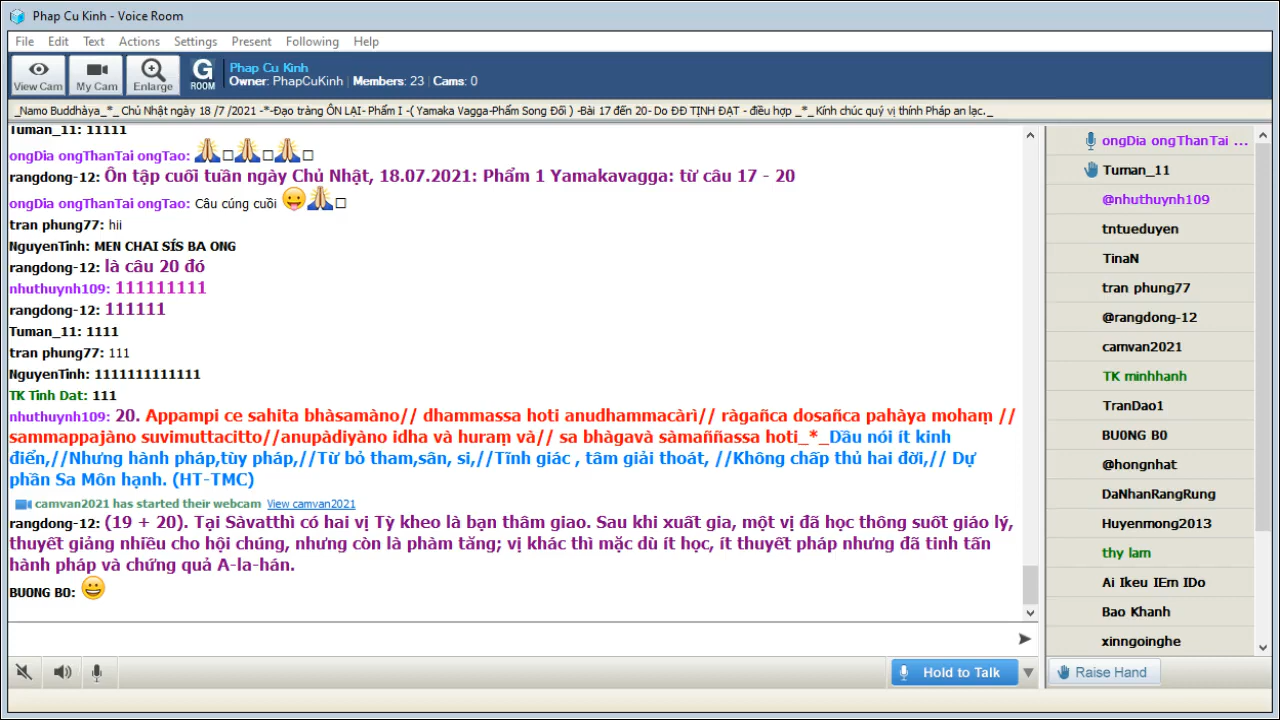 Phap Cu Kinh - Voice Room
File Edit Text Actions Settings Present Following Help
View Cam My Cam Enlarge G ROOM
Phap Cu Kinh
Owner: PhapCuKinh | Members: 23 | Cams: 0
_Namo Buddhàya_*_ Chủ Nhật ngày 18 /7 /2021 -*-Đạo tràng ÔN LẠI- Phẩm I -( Yamaka Vagga-Phẩm Song Đối ) -Bài 17 đến 20- Do ĐĐ TỊNH ĐẠT - điều hợp _*_ Kính chúc quý vị thính Pháp an lạc._
Tuman_11: 11111
ongDia ongThanTai ongTao: 🙏□🙏□🙏□
rangdong-12: Ôn tập cuối tuần ngày Chủ Nhật, 18.07.2021: Phẩm 1 Yamakavagga: từ câu 17 - 20
ongDia ongThanTai ongTao: Câu cúng cuồi 😛🙏□
tran phung77: hii
NguyenTinh: MEN CHAI SÍS BA ONG
rangdong-12: là câu 20 đó
nhuthuynh109: 111111111
rangdong-12: 111111
Tuman_11: 1111
tran phung77: 111
NguyenTinh: 1111111111111
TK Tinh Dat: 111
nhuthuynh109: 20. Appampi ce sahita bhàsamàno// dhammassa hoti anudhammacàrì// ràgañca dosañca pahàya mohaṃ //
sammappajàno suvimuttacitto//anupàdiyàno idha và huraṃ và// sa bhàgavà sàmaññassa hoti_*_Dầu nói ít kinh
điển,//Nhưng hành pháp,tùy pháp,//Từ bỏ tham,sân, si,//Tĩnh giác , tâm giải thoát, //Không chấp thủ hai đời,// Dự
phần Sa Môn hạnh. (HT-TMC)
camvan2021 has started their webcam View camvan2021
rangdong-12: (19 + 20). Tại Sàvatthì có hai vị Tỳ kheo là bạn thâm giao. Sau khi xuất gia, một vị đã học thông suốt giáo lý,
thuyết giảng nhiều cho hội chúng, nhưng còn là phàm tăng; vị khác thì mặc dù ít học, ít thuyết pháp nhưng đã tinh tấn
hành pháp và chứng quả A-la-hán.
BU0NG B0: 😀
Hold to Talk
ongDia ongThanTai ...
Tuman_11
@nhuthuynh109
tntueduyen
TinaN
tran phung77
@rangdong-12
camvan2021
TK minhhanh
TranDao1
BU0NG B0
@hongnhat
DaNhanRangRung
Huyenmong2013
thy lam
Ai Ikeu IEm IDo
Bao Khanh
xinngoinghe
Raise Hand